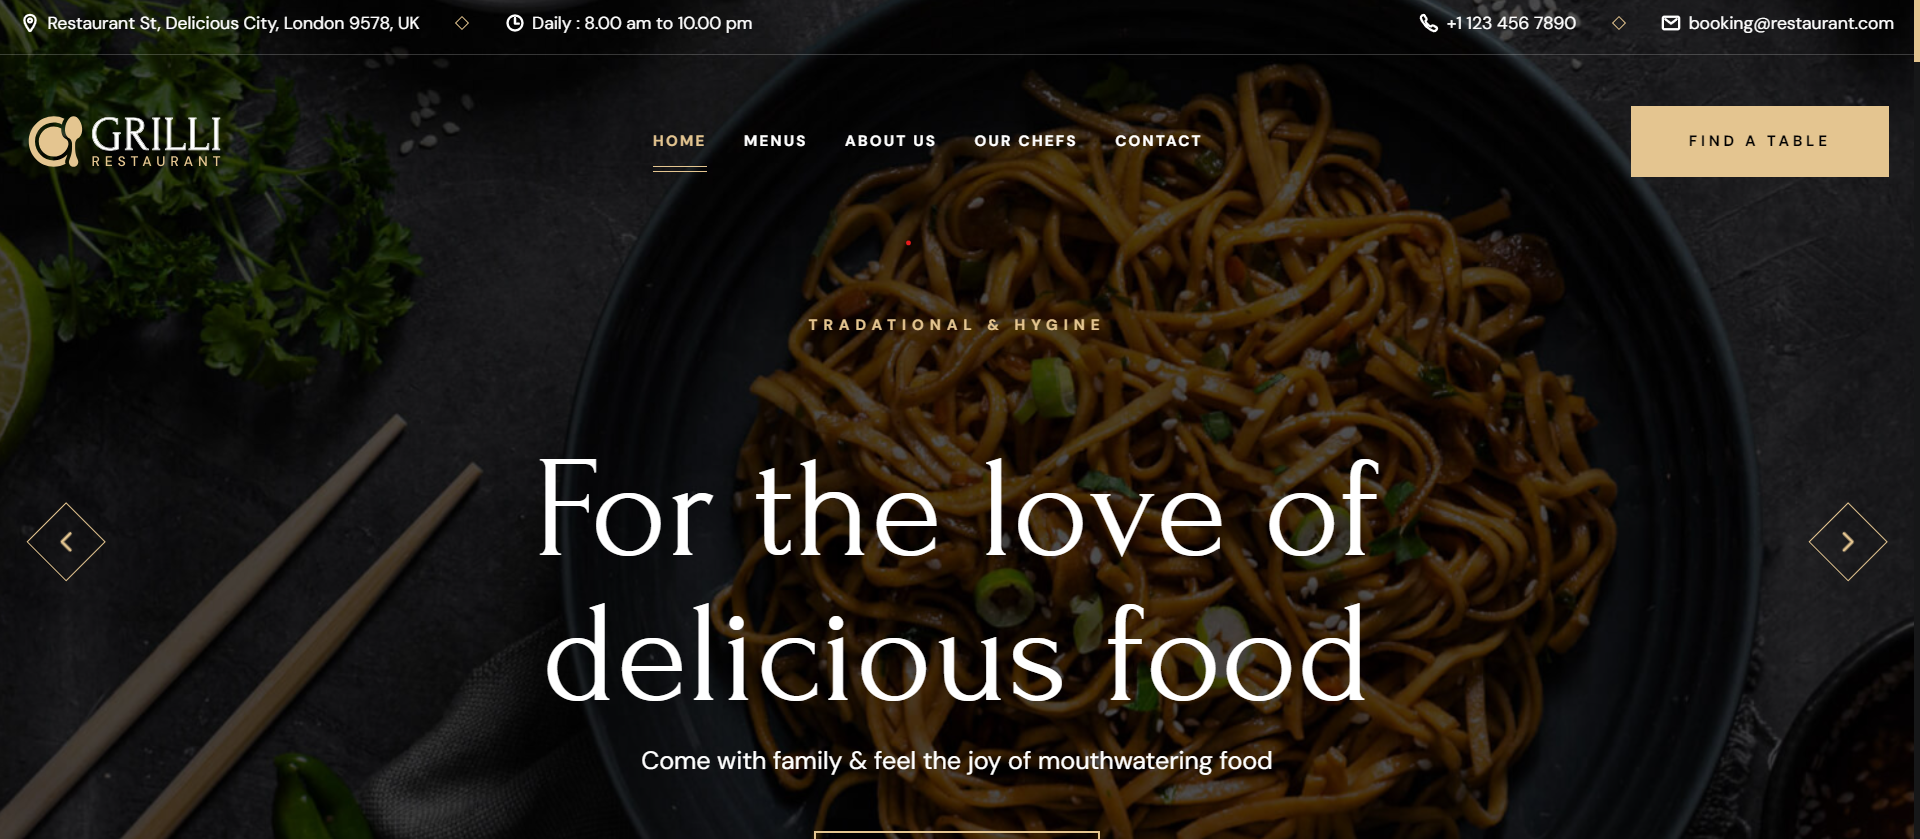 Restaurant St, Delicious City, London 9578, UK
Daily : 8.00 am to 10.00 pm
+1 123 456 7890
booking@restaurant.com
GRILLI
RESTAURANT
HOME
MENUS
ABOUT US
OUR CHEFS
CONTACT
FIND A TABLE
TRADATIONAL & HYGINE
For the love of
delicious food
Come with family & feel the joy of mouthwatering food